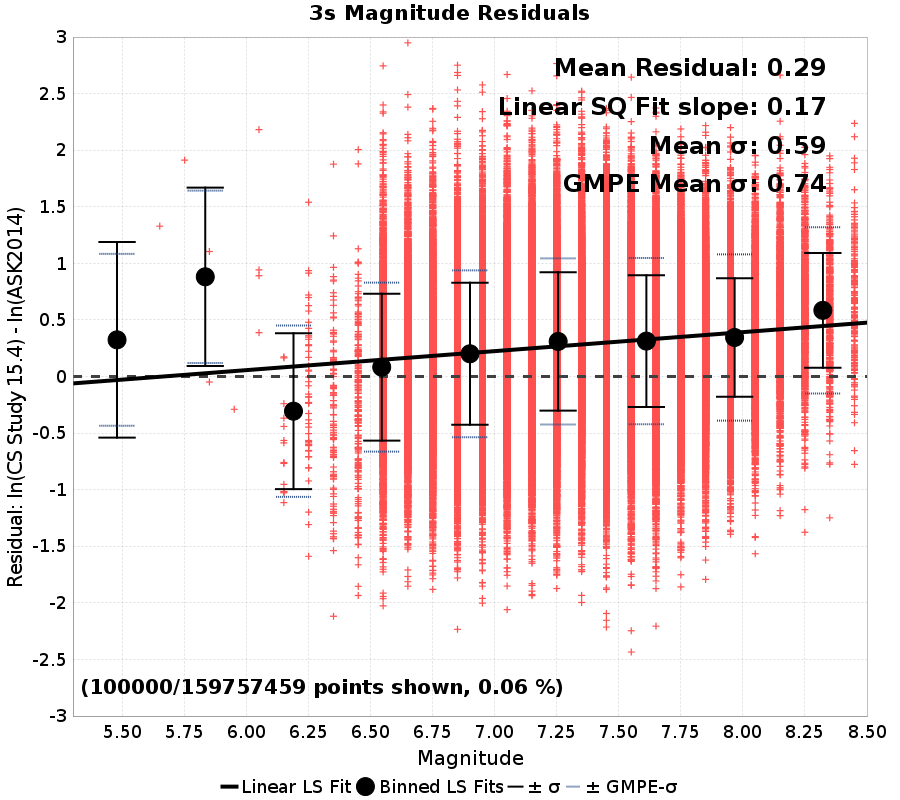 3s Magnitude Residuals
Mean Residual: 0.29
Linear SQ Fit slope: 0.17
Mean σ: 0.59
GMPE Mean σ: 0.74
Residual: ln(CS Study 15.4) - ln(ASK2014)
3
2.5
2
1.5
1
0.5
0
-0.5
-1
-1.5
-2
-2.5
-3
(100000/159757459 points shown, 0.06 %)
5.50 5.75 6.00 6.25 6.50 6.75 7.00 7.25 7.50 7.75 8.00 8.25 8.50
Magnitude
Linear LS Fit Binned LS Fits ± σ ± GMPE-σ